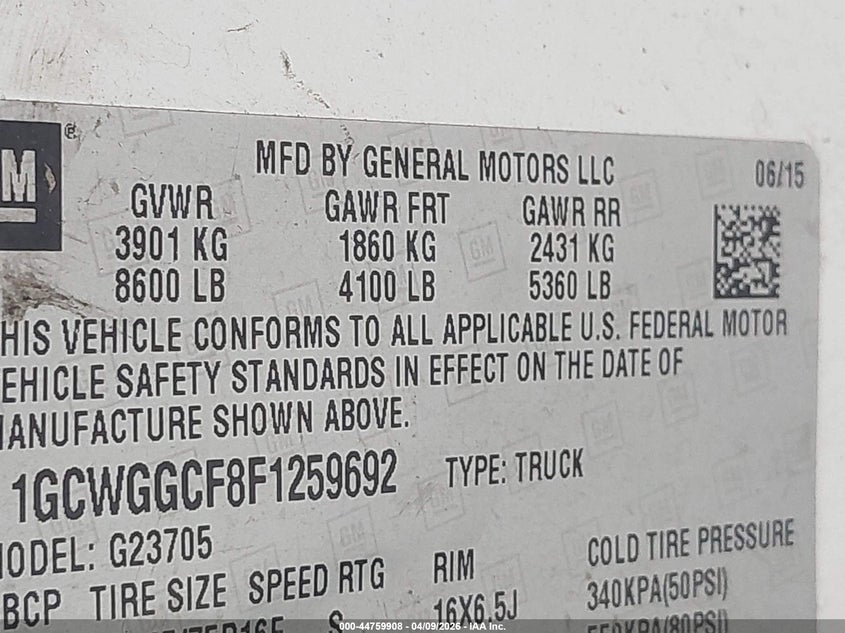 M ®
MFD BY GENERAL MOTORS LLC 06/15
GVWR GAWR FRT GAWR RR
3901 KG 1860 KG 2431 KG
8600 LB 4100 LB 5360 LB
HIS VEHICLE CONFORMS TO ALL APPLICABLE U.S. FEDERAL MOTOR
EHICLE SAFETY STANDARDS IN EFFECT ON THE DATE OF
ANUFACTURE SHOWN ABOVE.
1GCWGGCF8F1259692 TYPE: TRUCK
ODEL: G23705
BCP TIRE SIZE SPEED RTG RIM COLD TIRE PRESSURE
S 16X6.5J 340KPA(50PSI)
550KPA(80PSI)
000-44759908 - 04/09/2026 - IAA Inc.